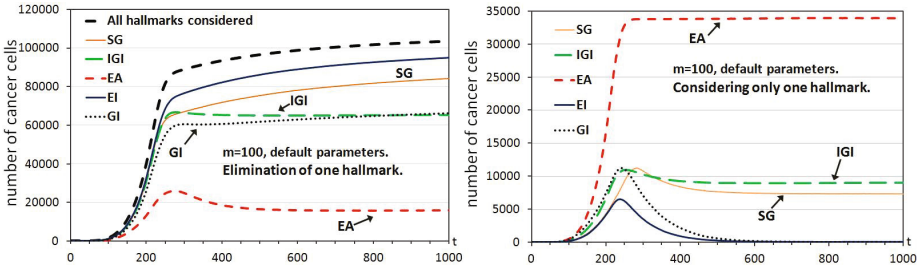 number of cancer cells
120000
100000
80000
60000
40000
20000
0
All hallmarks considered
SG
IGI
EA
EI
GI
SG
IGI
GI
m=100, default parameters.
Elimination of one hallmark.
EA
0 200 400 600 800 1000 t
number of cancer cells
35000
30000
25000
20000
15000
10000
5000
0
SG
IGI
EA
EI
GI
EA
m=100, default parameters.
Considering only one hallmark.
IGI
SG
0 200 400 600 800 1000 t